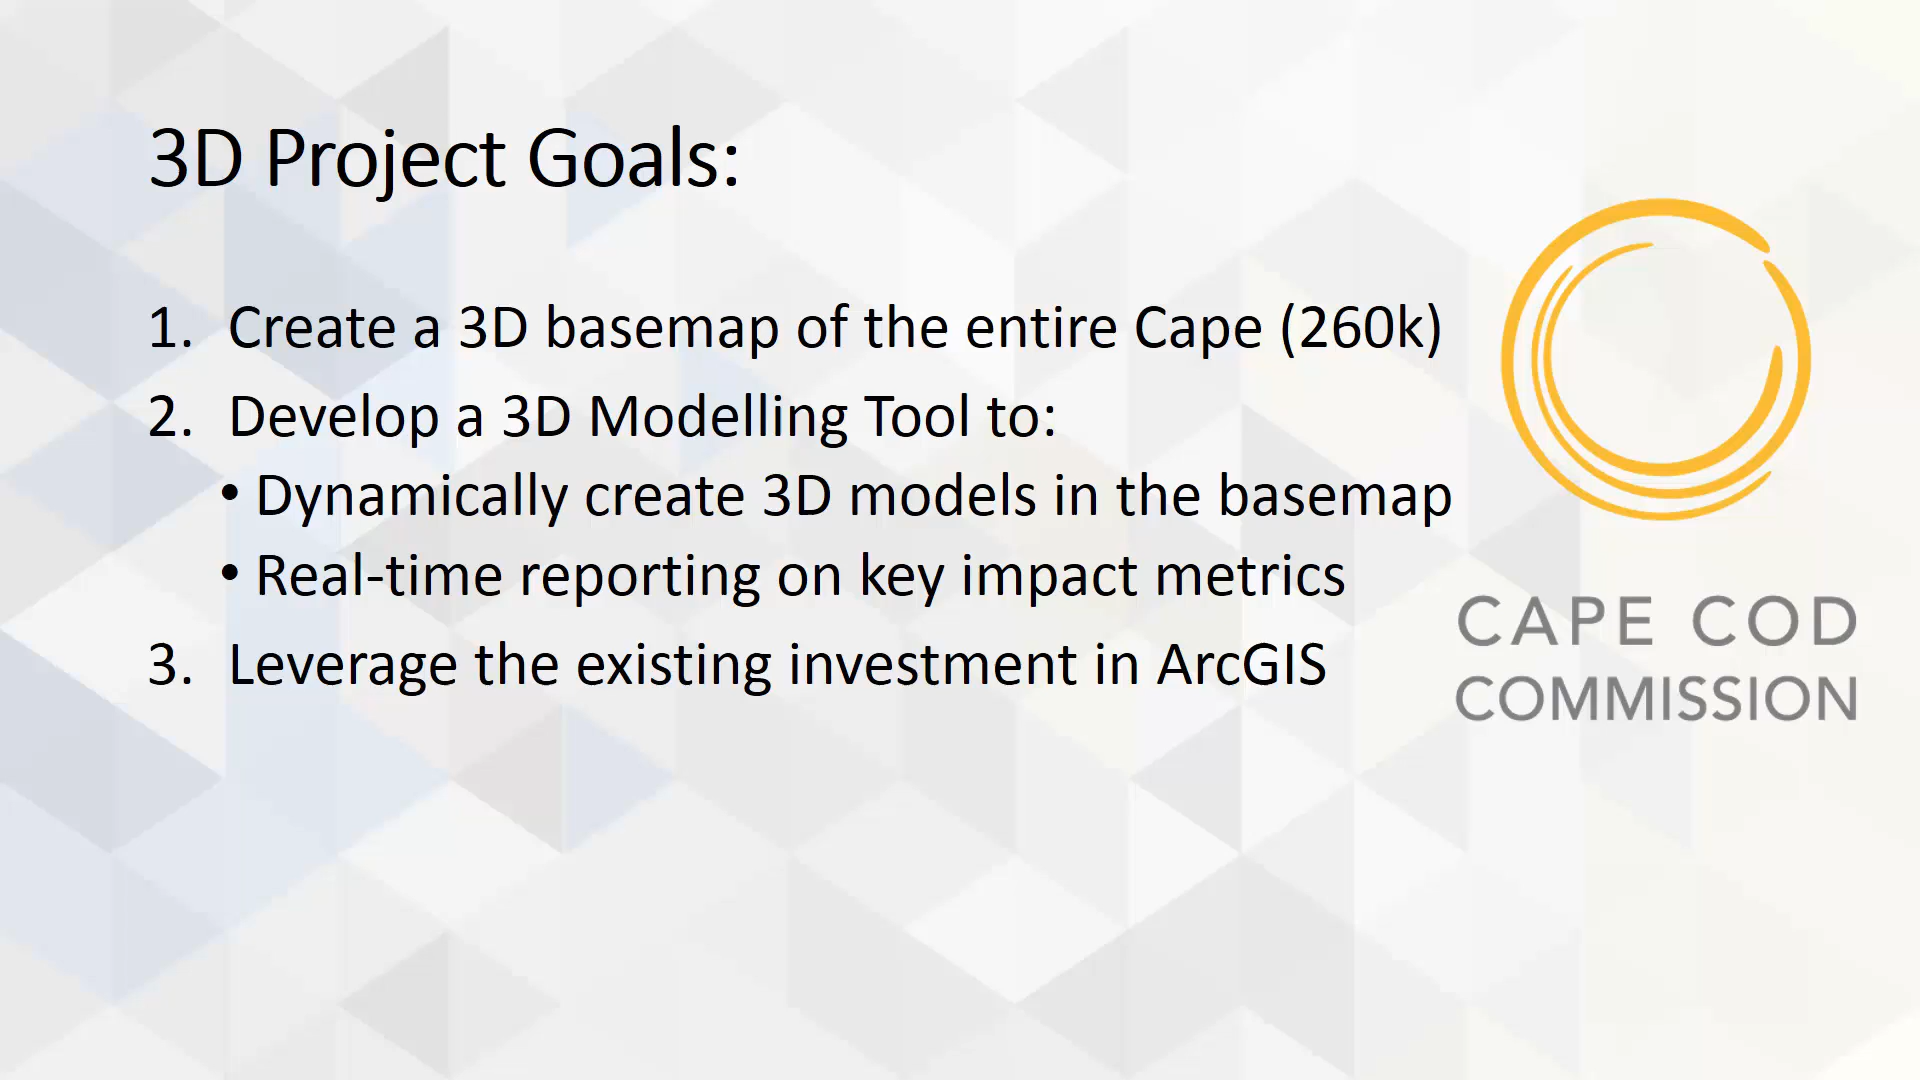 3D Project Goals:
1. Create a 3D basemap of the entire Cape (260k)
2. Develop a 3D Modelling Tool to:
• Dynamically create 3D models in the basemap
• Real-time reporting on key impact metrics
3. Leverage the existing investment in ArcGIS
CAPE COD
COMMISSION